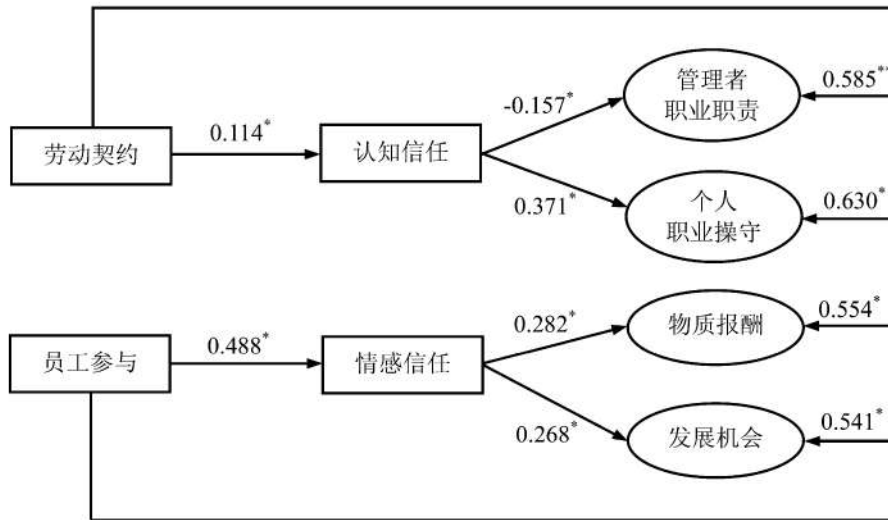 管理者
职业职责
-0.157*
0.585**
劳动契约
0.114*
认知信任
0.371*
个人
职业操守
0.630*
员工参与
0.488*
情感信任
0.282*
物质报酬
0.554*
0.268*
发展机会
0.541*